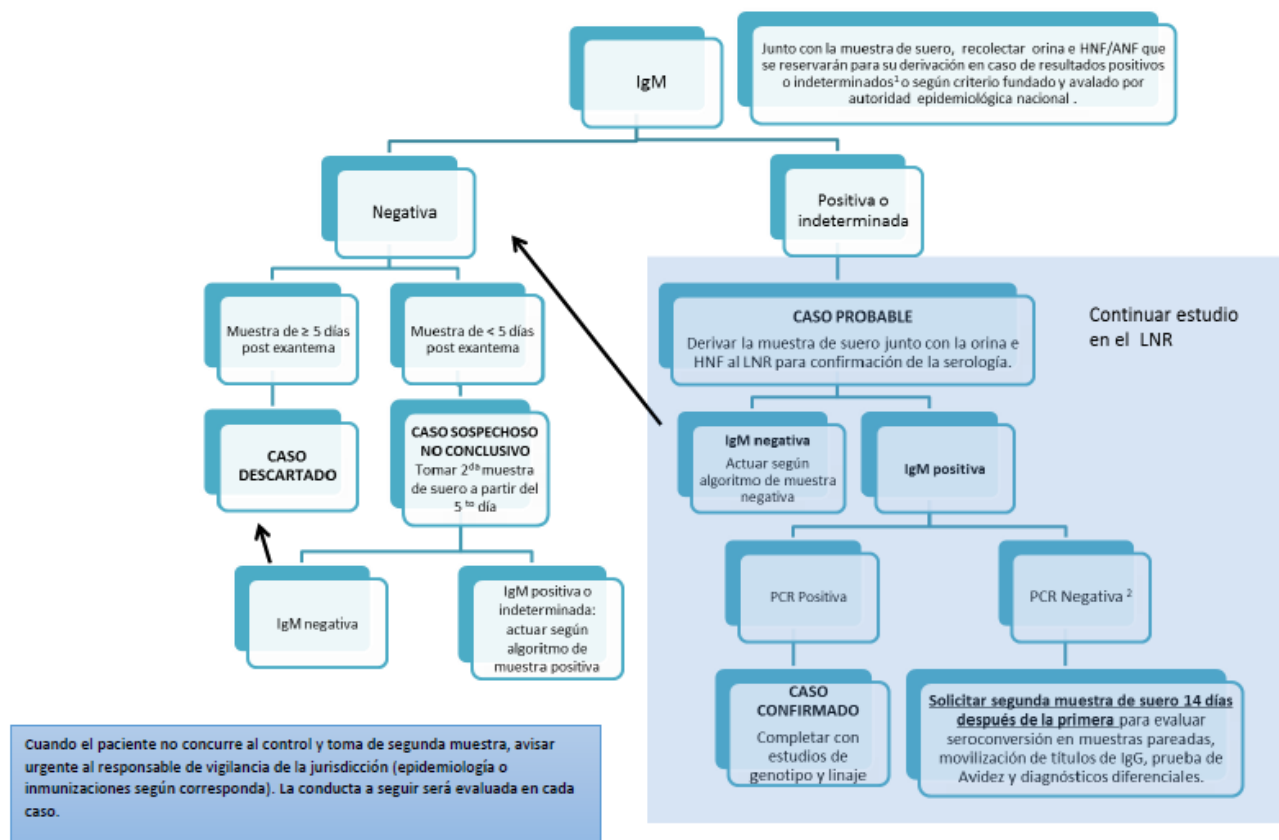 IgM
Junto con la muestra de suero, recolectar orina e HNF/ANF que
se reservarán para su derivación en caso de resultados positivos
o indeterminados¹ o según criterio fundado y avalado por
autoridad epidemiológica nacional .
Negativa
Positiva o
indeterminada
Muestra de ≥ 5 días
post exantema
Muestra de < 5 días
post exantema
CASO PROBABLE
Derivar la muestra de suero junto con la orina e
HNF al LNR para confirmación de la serología.
Continuar estudio
en el LNR
CASO
DESCARTADO
CASO SOSPECHOSO
NO CONCLUSIVO
Tomar 2da muestra
de suero a partir del
5 to día
IgM negativa
Actuar según
algoritmo de muestra
negativa
IgM positiva
IgM negativa
IgM positiva o
indeterminada:
actuar según
algoritmo de
muestra positiva
PCR Positiva
PCR Negativa ²
CASO
CONFIRMADO
Completar con
estudios de
genotipo y linaje
Solicitar segunda muestra de suero 14 días
después de la primera para evaluar
seroconversión en muestras pareadas,
movilización de títulos de IgG, prueba de
Avidez y diagnósticos diferenciales.
Cuando el paciente no concurre al control y toma de segunda muestra, avisar
urgente al responsable de vigilancia de la jurisdicción (epidemiología o
inmunizaciones según corresponda). La conducta a seguir será evaluada en cada
caso.